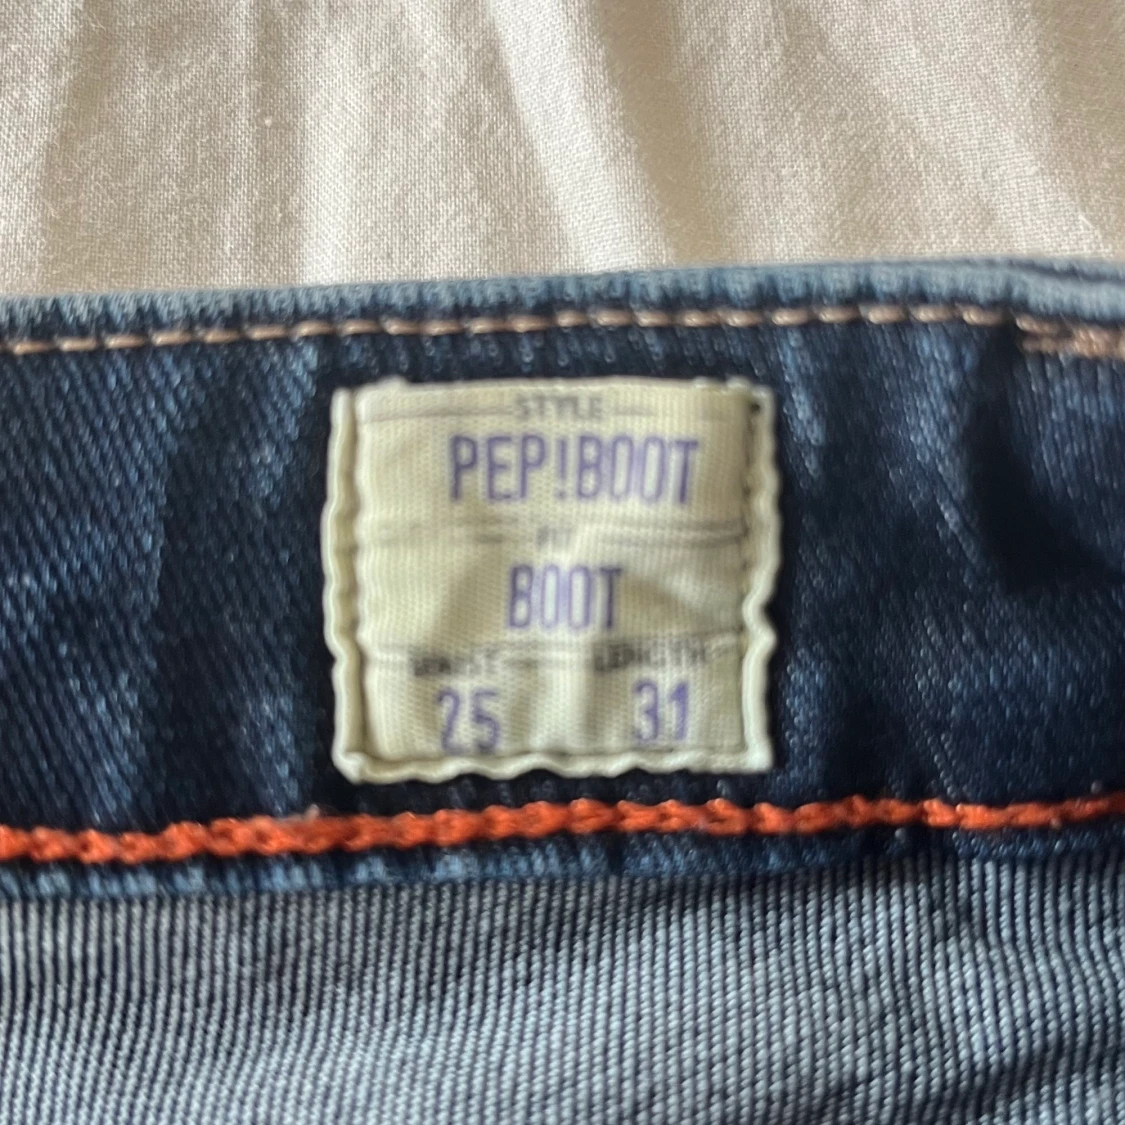 STYLE
PEP!BOOT
FIT
BOOT
WAIST LENGTH
25 31